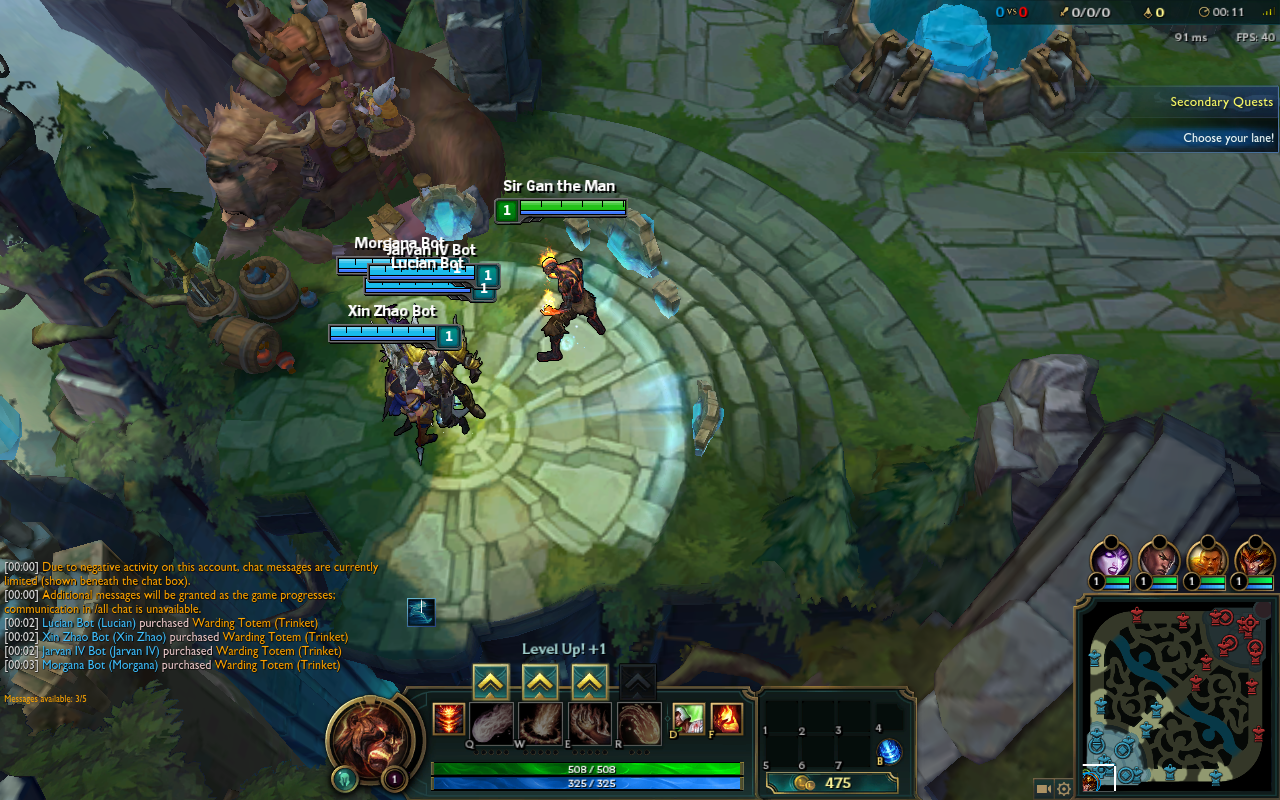 0 vs 0 0/0/0 0 00:11
91 ms FPS: 40
Secondary Quests
Choose your lane!
Sir Gan the Man
1
Morgana Bot
Jarvan IV Bot
Lucian Bot
1
1
1
Xin Zhao Bot
1
[00:00] Due to negative activity on this account, chat messages are currently
limited (shown beneath the chat box).
[00:00] Additional messages will be granted as the game progresses;
communication in /all chat is unavailable.
[00:02] Lucian Bot (Lucian) purchased Warding Totem (Trinket)
[00:02] Xin Zhao Bot (Xin Zhao) purchased Warding Totem (Trinket)
[00:02] Jarvan IV Bot (Jarvan IV) purchased Warding Totem (Trinket)
[00:03] Morgana Bot (Morgana) purchased Warding Totem (Trinket)
Messages available: 3/5
Level Up! +1
1 1 1 1
Q W E R D F
1 2 3 4
5 6 7 B
1
508 / 508
325 / 325
475